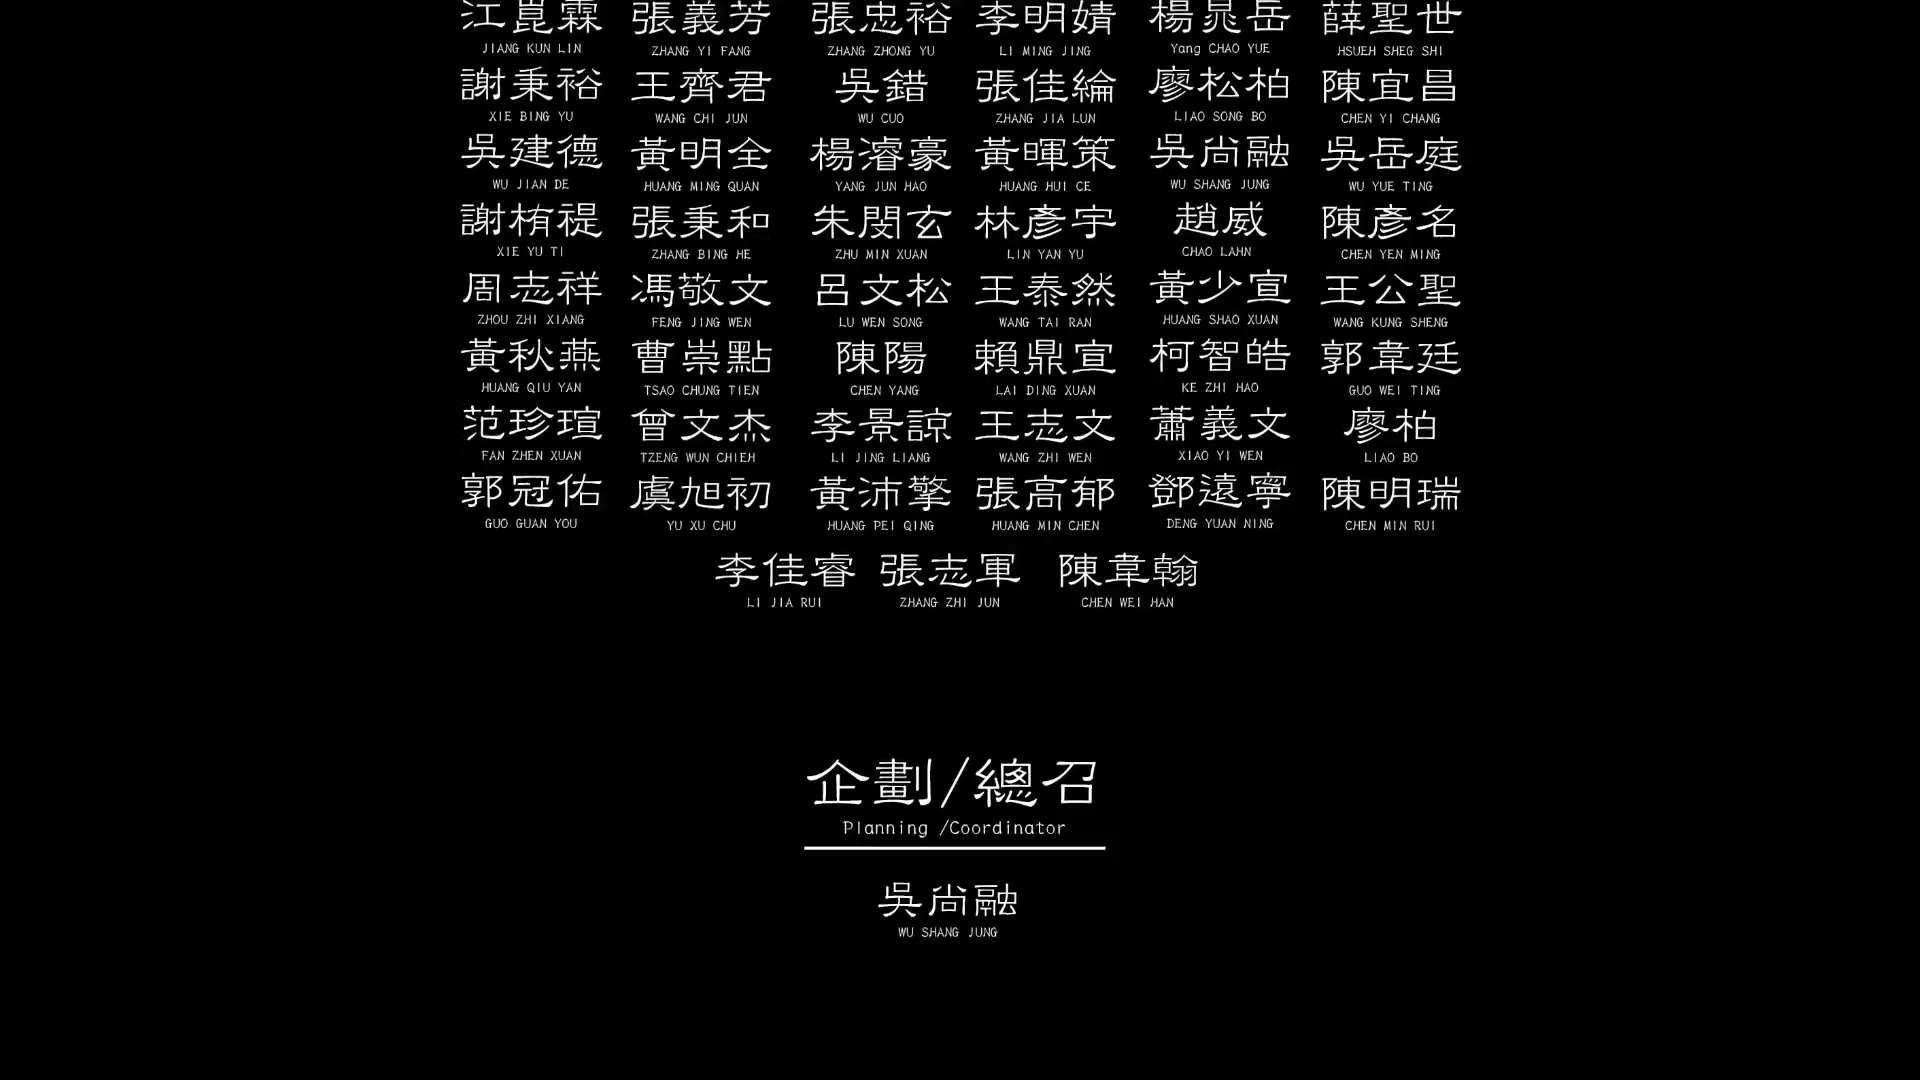 江崑霖 張義芳 張忠裕 李明婧 楊晁岳 薛聖世
JIANG KUN LIN ZHANG YI FANG ZHANG ZHONG YU LI MING JING Yang CHAO YUE HSUEH SHEG SHI
謝秉裕 王齊君 吳錯 張佳綸 廖松柏 陳宜昌
XIE BING YU WANG CHI JUN WU CUO ZHANG JIA LUN LIAO SONG BO CHEN YI CHANG
吳建德 黃明全 楊濬豪 黃暉策 吳尚融 吳岳庭
WU JIAN DE HUANG MING QUAN YANG JUN HAO HUANG HUI CE WU SHANG JUNG WU YUE TING
謝栯禔 張秉和 朱閔玄 林彥宇 趙威 陳彥名
XIE YU TI ZHANG BING HE ZHU MIN XUAN LIN YAN YU CHAO LAHN CHEN YEN MING
周志祥 馮敬文 呂文松 王泰然 黃少宣 王公聖
ZHOU ZHI XIANG FENG JING WEN LU WEN SONG WANG TAI RAN HUANG SHAO XUAN WANG KUNG SHENG
黃秋燕 曹崇點 陳陽 賴鼎宣 柯智皓 郭韋廷
HUANG QIU YAN TSAO CHUNG TIEN CHEN YANG LAI DING XUAN KE ZHI HAO GUO WEI TING
范珍瑄 曾文杰 李景諒 王志文 蕭義文 廖柏
FAN ZHEN XUAN TZENG WUN CHIEH LI JING LIANG WANG ZHI WEN XIAO YI WEN LIAO BO
郭冠佑 虞旭初 黃沛擎 張高郁 鄧遠寧 陳明瑞
GUO GUAN YOU YU XU CHU HUANG PEI QING HUANG MIN CHEN DENG YUAN NING CHEN MIN RUI
李佳睿 張志軍 陳韋翰
LI JIA RUI ZHANG ZHI JUN CHEN WEI HAN
企劃/總召
Planning /Coordinator
吳尚融
WU SHANG JUNG